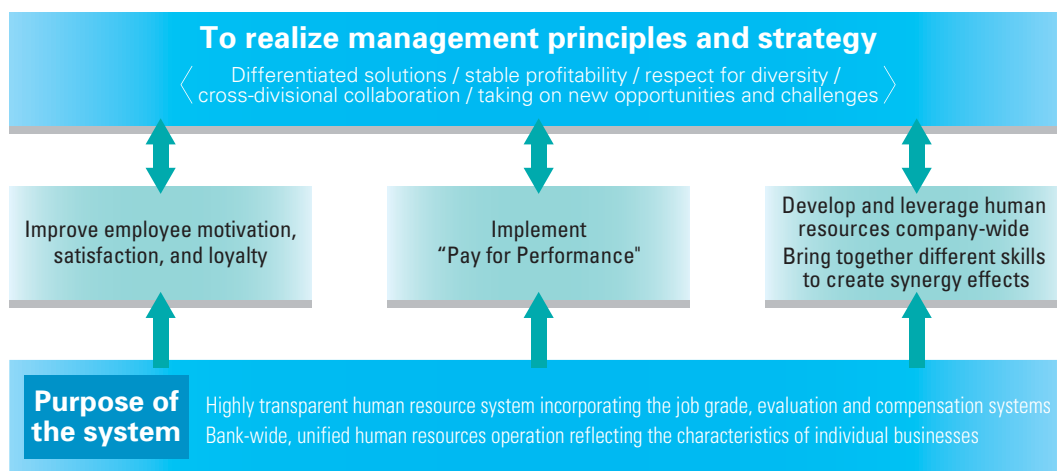 To realize management principles and strategy
Differentiated solutions / stable profitability / respect for diversity /
cross-divisional collaboration / taking on new opportunities and challenges
Improve employee motivation,
satisfaction, and loyalty
Implement
“Pay for Performance"
Develop and leverage human
resources company-wide
Bring together different skills
to create synergy effects
Purpose of
the system
Highly transparent human resource system incorporating the job grade, evaluation and compensation systems
Bank-wide, unified human resources operation reflecting the characteristics of individual businesses